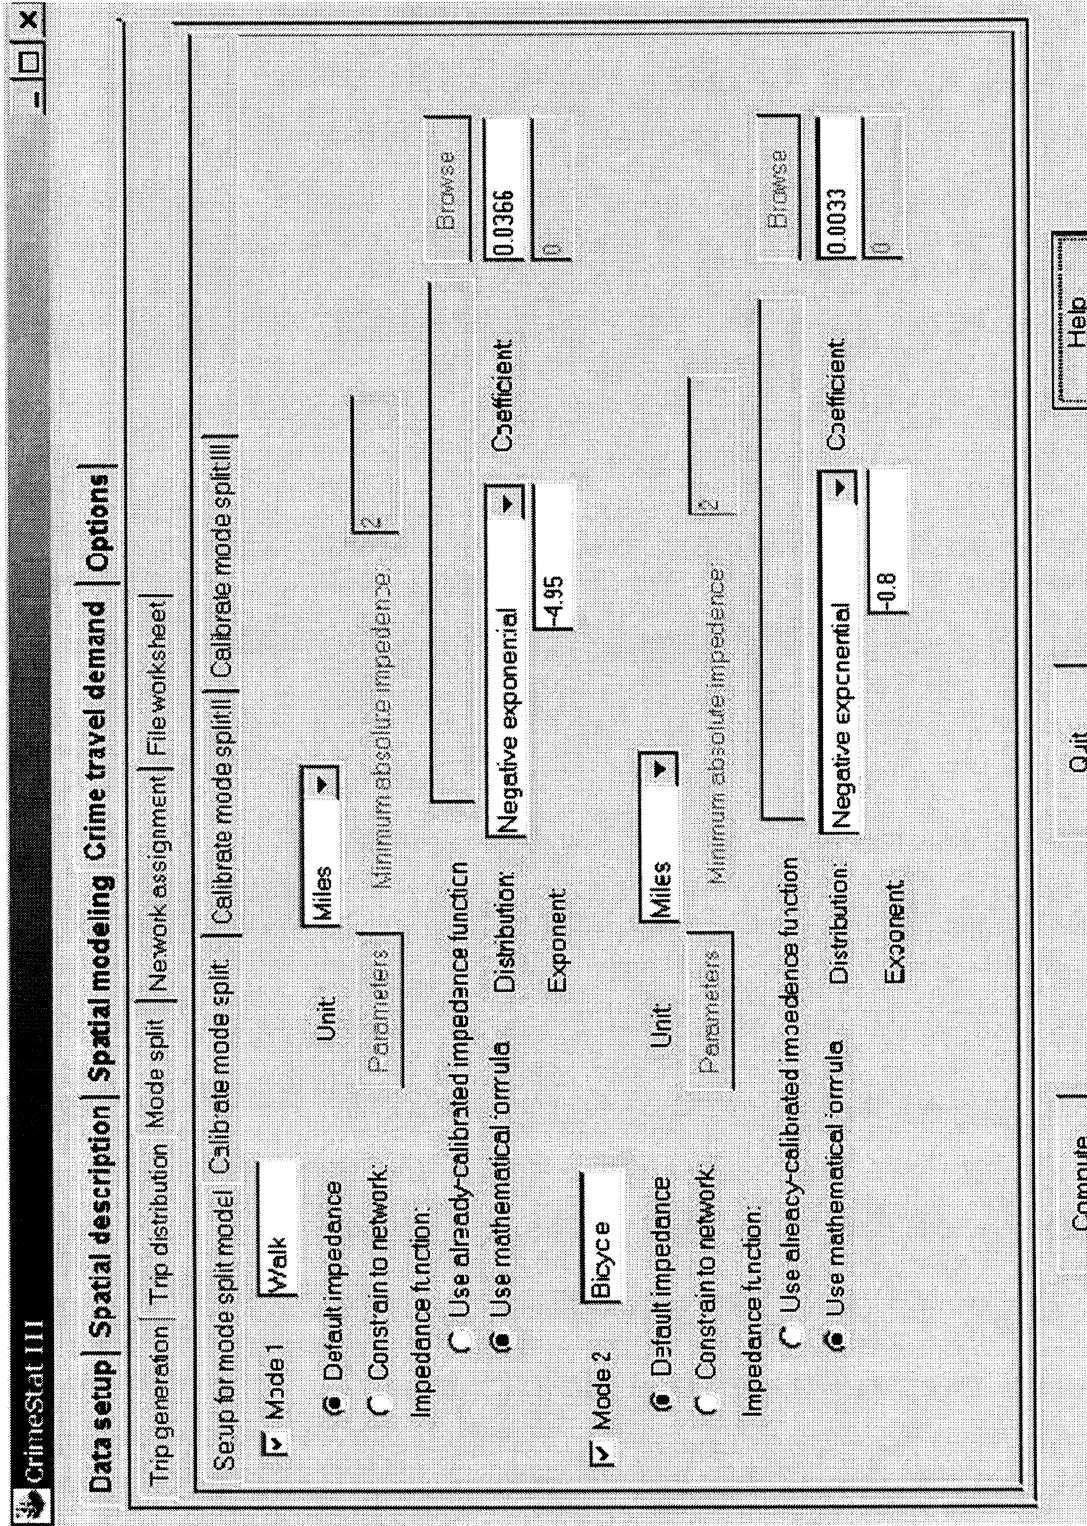 CrimeStat III
Data setup Spatial description Spatial modeling Crime travel demand Options
Trip generation Trip distribution Mode split Network assignment File worksheet
Setup for mode split model Calibrate mode split: I Calibrate mode split: II Calibrate mode split: III
Mode 1 Walk
Default impedance Unit: Miles
Constrain to network: Parameters Minimum absolute impedence: 2
Impedance function:
Use already-calibrated impedance function Browse
Use mathematical formula Distribution: Negative exponential Coefficient: 0.0366
Exponent: -4.95 0
Mode 2 Bicycle
Default impedance Unit: Miles
Constrain to network: Parameters Minimum absolute impedence: 2
Impedance function:
Use already-calibrated impedence function Browse
Use mathematical formula Distribution: Negative exponential Coefficient: 0.0033
Exponent: -0.8 0
Compute Quit Help